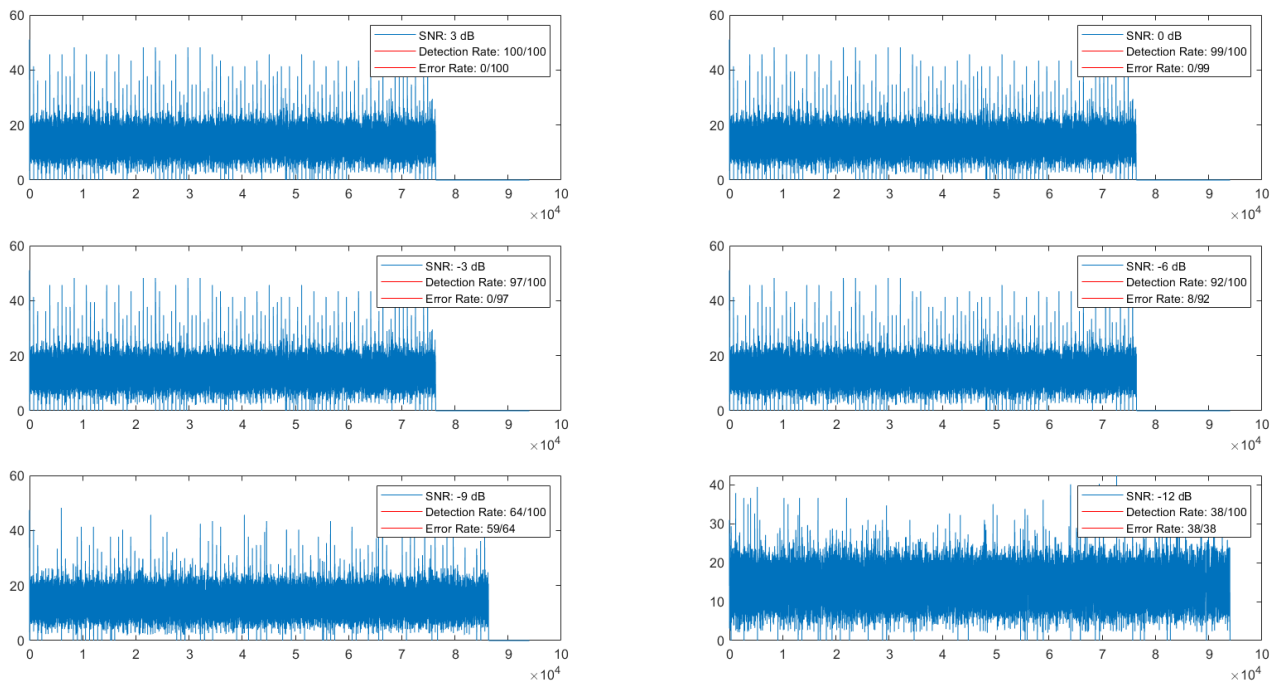 60
40
20
0
0 1 2 3 4 5 6 7 8 9 10
×10^4
SNR: 3 dB
Detection Rate: 100/100
Error Rate: 0/100
60
40
20
0
0 1 2 3 4 5 6 7 8 9 10
×10^4
SNR: 0 dB
Detection Rate: 99/100
Error Rate: 0/99
60
40
20
0
0 1 2 3 4 5 6 7 8 9 10
×10^4
SNR: -3 dB
Detection Rate: 97/100
Error Rate: 0/97
60
40
20
0
0 1 2 3 4 5 6 7 8 9 10
×10^4
SNR: -6 dB
Detection Rate: 92/100
Error Rate: 8/92
60
40
20
0
0 1 2 3 4 5 6 7 8 9 10
×10^4
SNR: -9 dB
Detection Rate: 64/100
Error Rate: 59/64
40
30
20
10
0
0 1 2 3 4 5 6 7 8 9 10
×10^4
SNR: -12 dB
Detection Rate: 38/100
Error Rate: 38/38